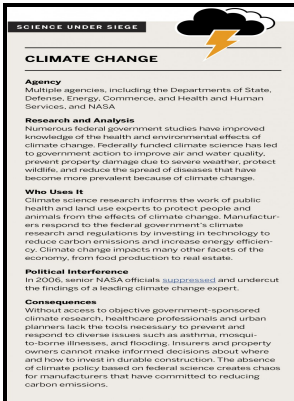 SCIENCE UNDER SIEGE
CLIMATE CHANGE
Agency
Multiple agencies, including the Departments of State,
Defense, Energy, Commerce, and Health and Human
Services, and NASA
Research and Analysis
Numerous federal government studies have improved
knowledge of the health and environmental effects of
climate change. Federally funded climate science has led
to government action to improve air and water quality,
prevent property damage due to severe weather, protect
wildlife, and reduce the spread of diseases that have
become more prevalent because of climate change.
Who Uses It
Climate science research informs the work of public
health and land use experts to protect people and
animals from the effects of climate change. Manufactur-
ers respond to the federal government's climate
research and regulations by investing in technology to
reduce carbon emissions and increase energy efficien-
cy. Climate change impacts many other facets of the
economy, from food production to real estate.
Political Interference
In 2006, senior NASA officials suppressed and undercut
the findings of a leading climate change expert.
Consequences
Without access to objective government-sponsored
climate research, healthcare professionals and urban
planners lack the tools necessary to prevent and
respond to diverse issues such as asthma, mosqui-
to-borne illnesses, and flooding. Insurers and property
owners cannot make informed decisions about where
and how to invest in durable construction. The absence
of climate policy based on federal science creates chaos
for manufacturers that have committed to reducing
carbon emissions.